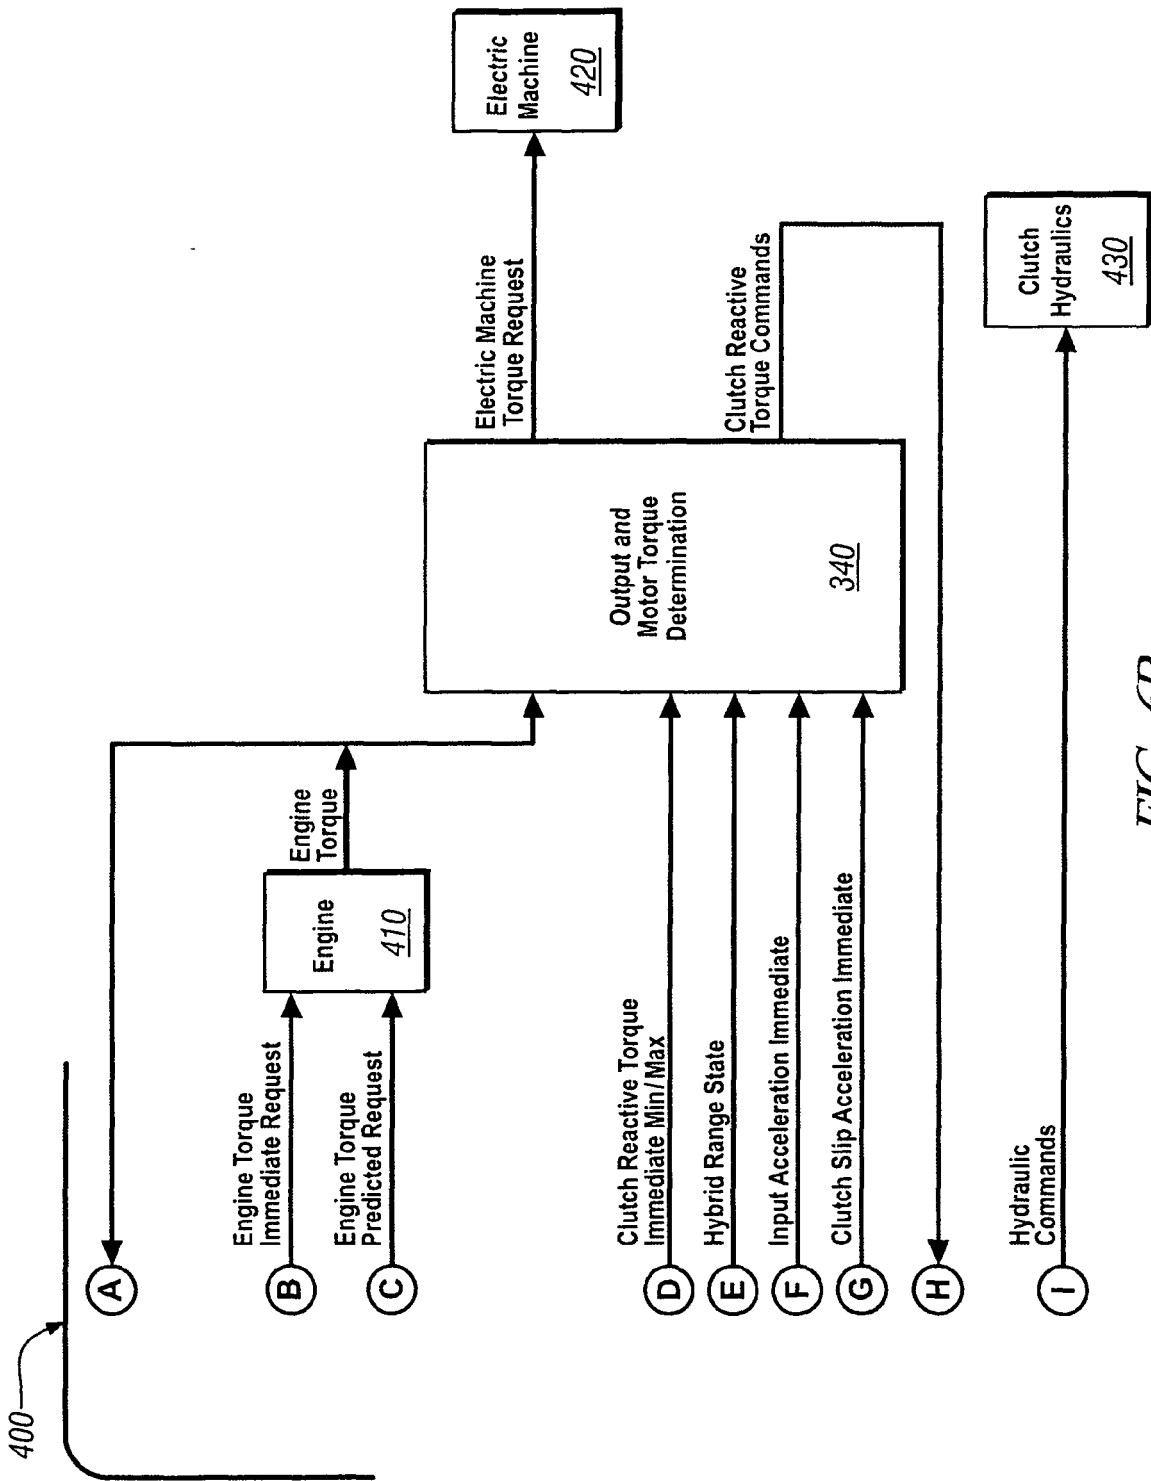 400
A
B
C
D
E
F
G
H
I
Engine Torque
Immediate Request
Engine Torque
Predicted Request
Engine
410
Engine
Torque
Clutch Reactive Torque
Immediate Min/Max
Hybrid Range State
Input Acceleration Immediate
Clutch Slip Acceleration Immediate
Hydraulic
Commands
Output and
Motor Torque
Determination
340
Electric Machine
Torque Request
Clutch Reactive
Torque Commands
Electric
Machine
420
Clutch
Hydraulics
430